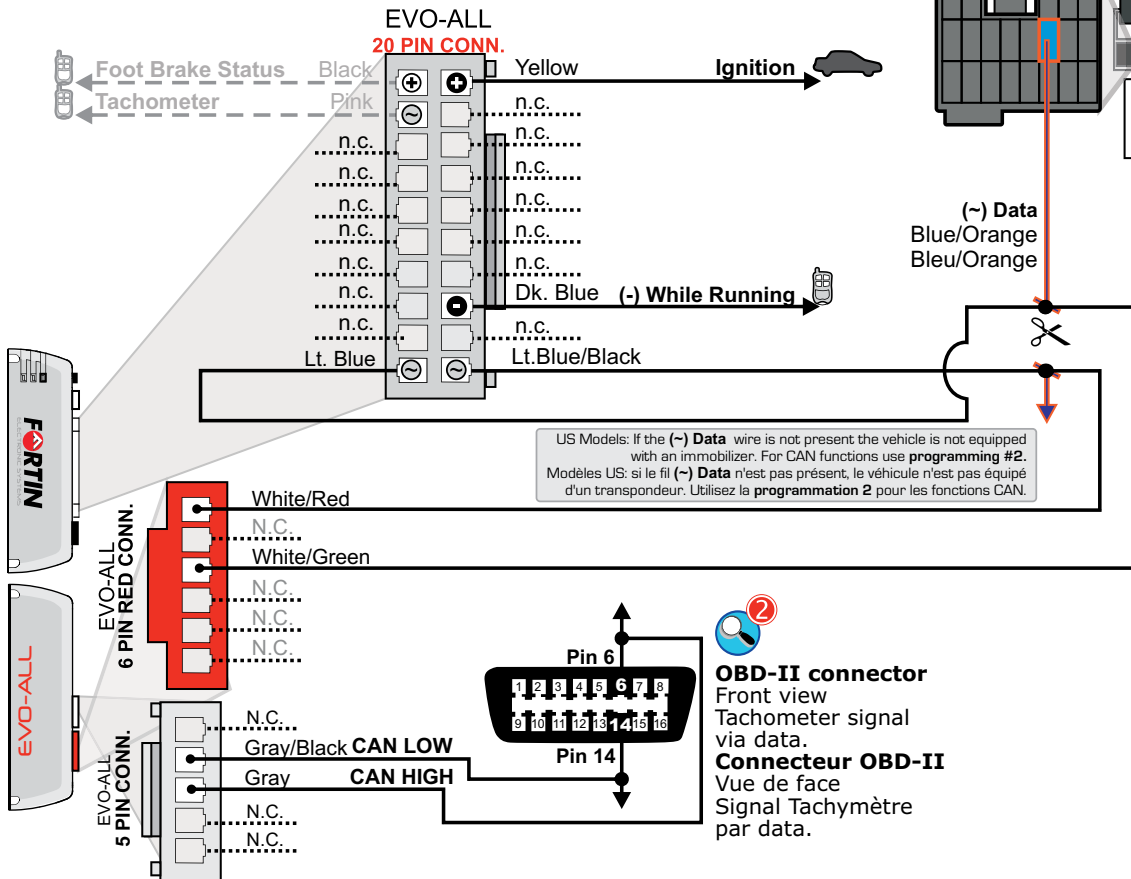 EVO-ALL
20 PIN CONN.
Foot Brake Status Black
Tachometer Pink
n.c.
n.c.
n.c.
n.c.
n.c.
n.c.
n.c.
Lt. Blue
Yellow Ignition
n.c.
n.c.
n.c.
n.c.
n.c.
n.c.
Dk. Blue (-) While Running
n.c.
Lt.Blue/Black
(~) Data
Blue/Orange
Bleu/Orange
US Models: If the (~) Data wire is not present the vehicle is not equipped
with an immobilizer. For CAN functions use programming #2.
Modèles US: si le fil (~) Data n'est pas présent, le véhicule n'est pas équipé
d'un transpondeur. Utilisez la programmation 2 pour les fonctions CAN.
FORTIN
ELECTRONIC SYSTEMS
EVO-ALL
EVO-ALL
6 PIN RED CONN.
White/Red
N.C.
White/Green
N.C.
N.C.
N.C.
EVO-ALL
5 PIN CONN.
N.C.
Gray/Black CAN LOW
Gray CAN HIGH
N.C.
N.C.
Pin 6
1 2 3 4 5 6 7 8
9 10 11 12 13 14 15 16
Pin 14
2
OBD-II connector
Front view
Tachometer signal
via data.
Connecteur OBD-II
Vue de face
Signal Tachymètre
par data.